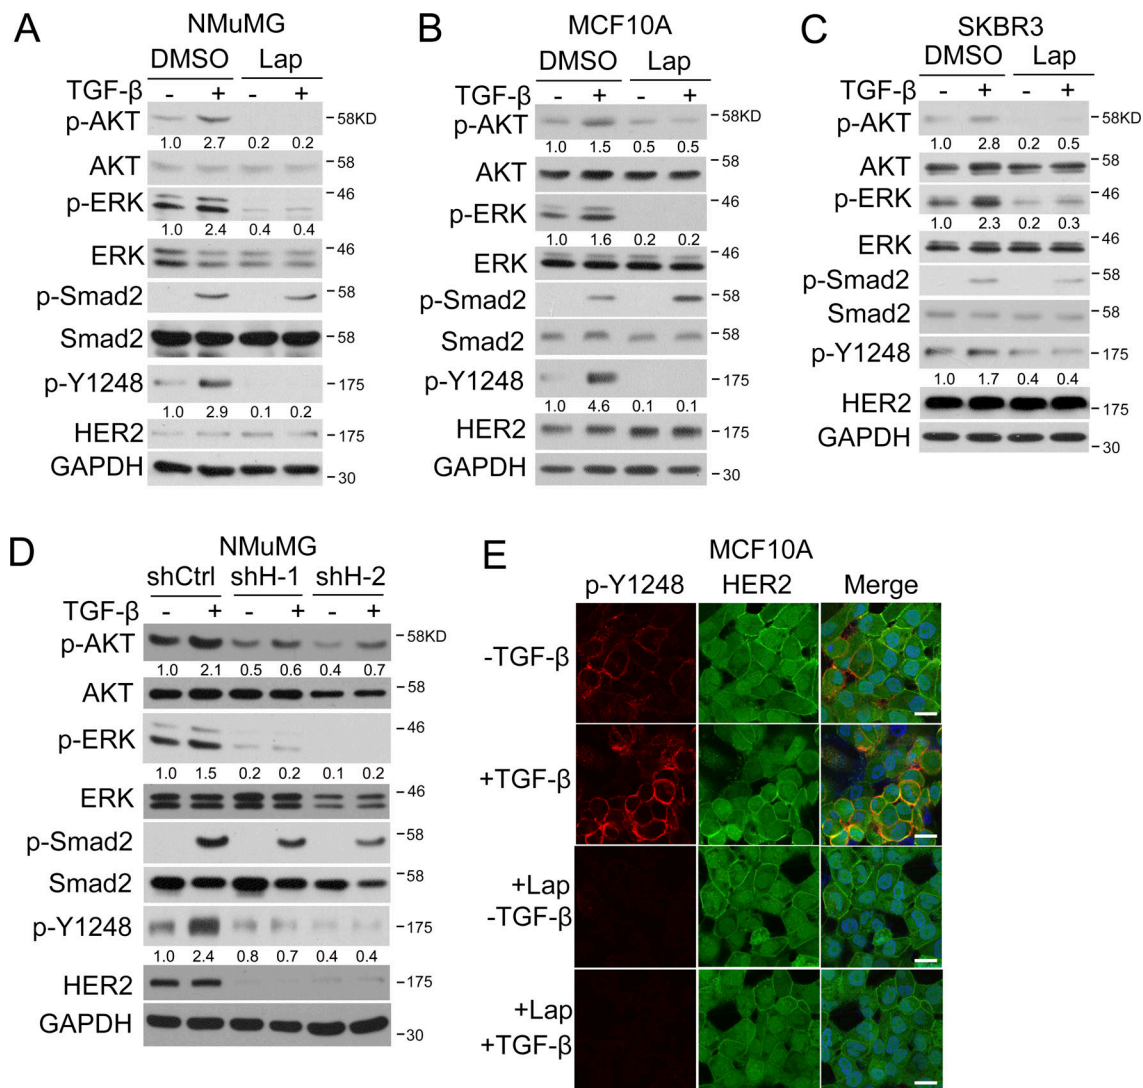 A
NMuMG
DMSO Lap
TGF-β - + - +
p-AKT 58KD
1.0 2.7 0.2 0.2
AKT 58
p-ERK 46
1.0 2.4 0.4 0.4
ERK 46
p-Smad2 58
Smad2 58
p-Y1248 175
1.0 2.9 0.1 0.2
HER2 175
GAPDH 30
B
MCF10A
DMSO Lap
TGF-β - + - +
p-AKT 58KD
1.0 1.5 0.5 0.5
AKT 58
p-ERK 46
1.0 1.6 0.2 0.2
ERK 46
p-Smad2 58
Smad2 58
p-Y1248 175
1.0 4.6 0.1 0.1
HER2 175
GAPDH 30
C
SKBR3
DMSO Lap
TGF-β - + - +
p-AKT 58KD
1.0 2.8 0.2 0.5
AKT 58
p-ERK 46
1.0 2.3 0.2 0.3
ERK 46
p-Smad2 58
Smad2 58
p-Y1248 175
1.0 1.7 0.4 0.4
HER2 175
GAPDH 30
D
NMuMG
shCtrl shH-1 shH-2
TGF-β - + - + - +
p-AKT 58KD
1.0 2.1 0.5 0.6 0.4 0.7
AKT 58
p-ERK 46
1.0 1.5 0.2 0.2 0.1 0.2
ERK 46
p-Smad2 58
Smad2 58
p-Y1248 175
1.0 2.4 0.8 0.7 0.4 0.4
HER2 175
GAPDH 30
E
MCF10A
p-Y1248 HER2 Merge
-TGF-β
+TGF-β
+Lap
-TGF-β
+Lap
+TGF-β